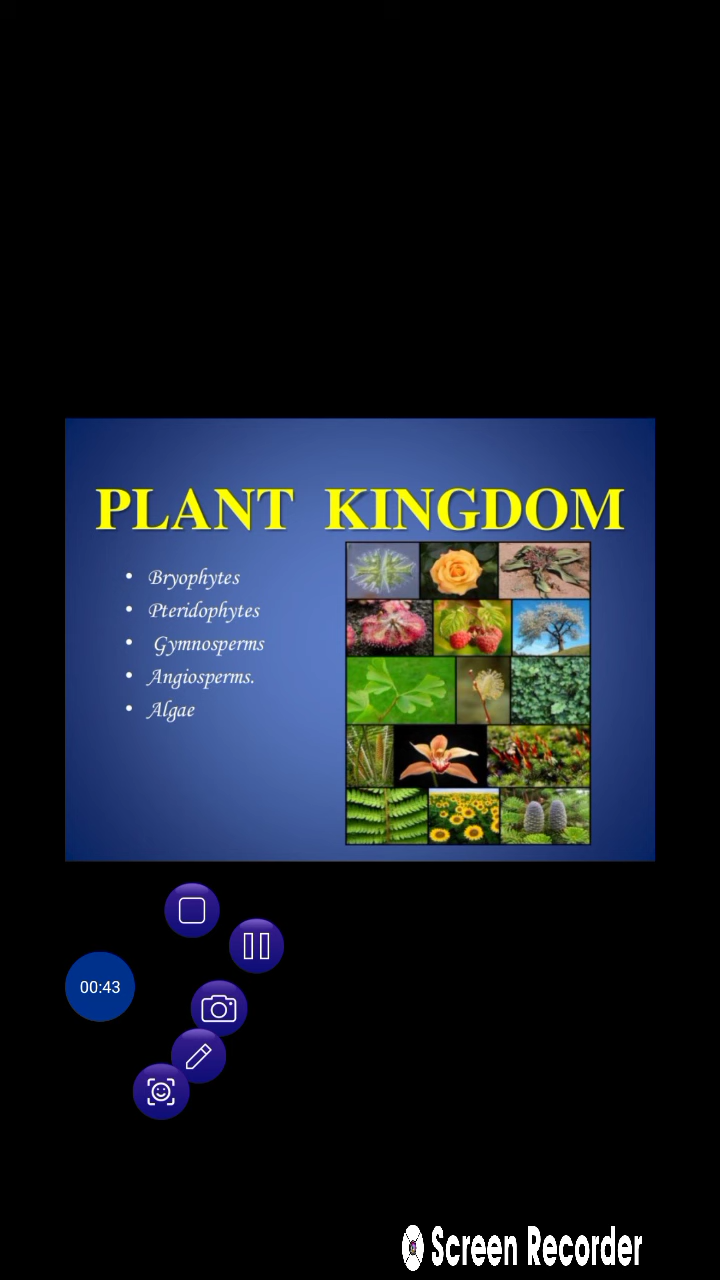 PLANT KINGDOM
• Bryophytes
• Pteridophytes
• Gymnosperms
• Angiosperms.
• Algae
00:43
Screen Recorder